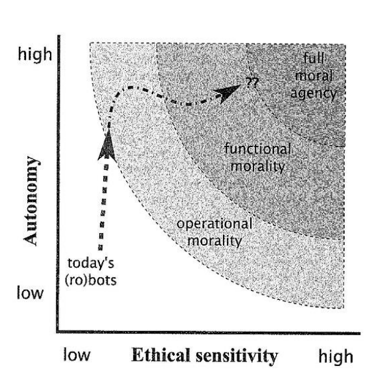 high
full
moral
agency
??
functional
morality
operational
morality
Autonomy
today's
(ro)bots
low
low Ethical sensitivity high